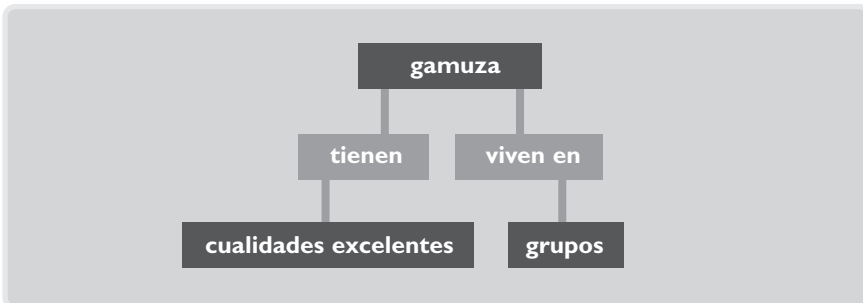 gamuza
tienen viven en
cualidades excelentes grupos